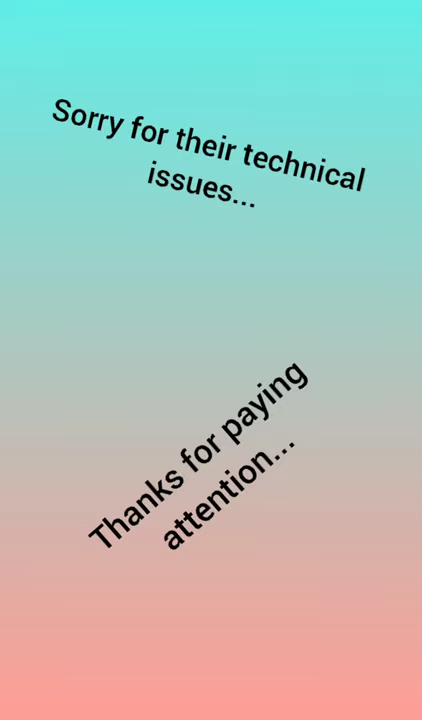 Sorry for their technical
issues...
Thanks for paying
attention...